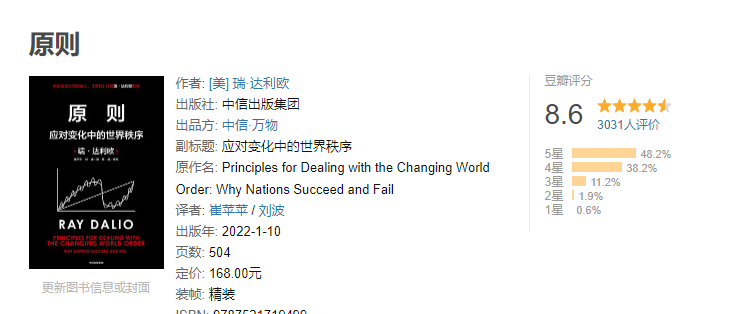 原则
原 则
应对变化中的世界秩序
瑞·达利欧
RAY DALIO
PRINCIPLES FOR DEALING WITH
THE CHANGING WORLD ORDER
WHY NATIONS SUCCEED AND FAIL
更新图书信息或封面
作者: [美] 瑞·达利欧
出版社: 中信出版集团
出品方: 中信·万物
副标题: 应对变化中的世界秩序
原作名: Principles for Dealing with the Changing World
Order: Why Nations Succeed and Fail
译者: 崔苹苹 / 刘波
出版年: 2022-1-10
页数: 504
定价: 168.00元
装帧: 精装
豆瓣评分
8.6
3031人评价
5星 48.2%
4星 38.2%
3星 11.2%
2星 1.9%
1星 0.6%